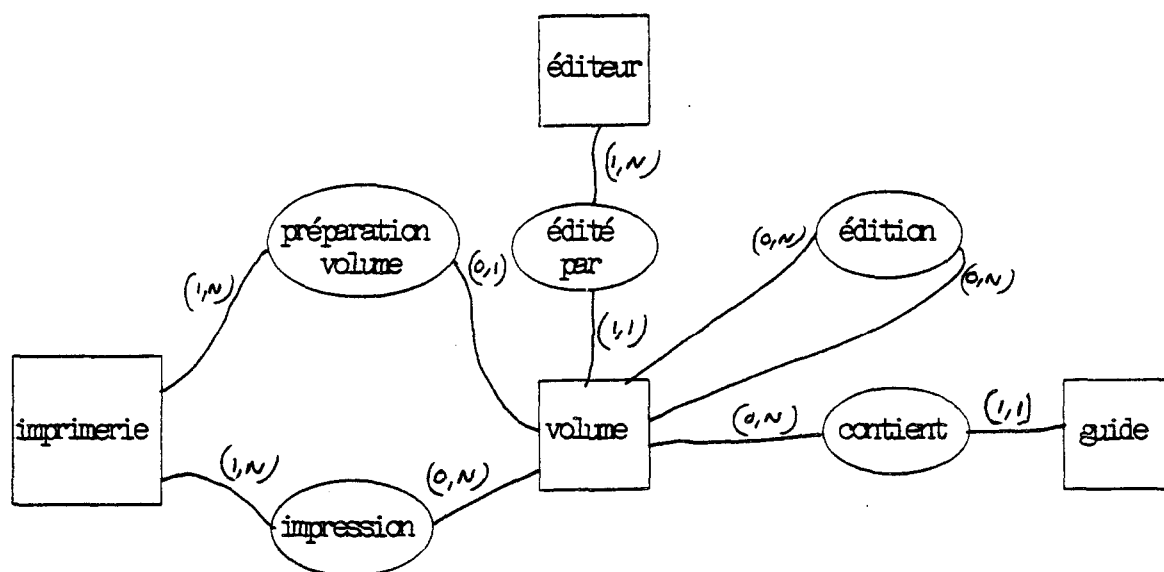 éditeur
(1,N)
préparation
volume
édité
par
(0,N)
édition
(1,N)
(0,1)
(0,N)
(1,1)
imprimerie
volume
(0,N)
contient
(1,1)
guide
(1,N)
(0,N)
impression